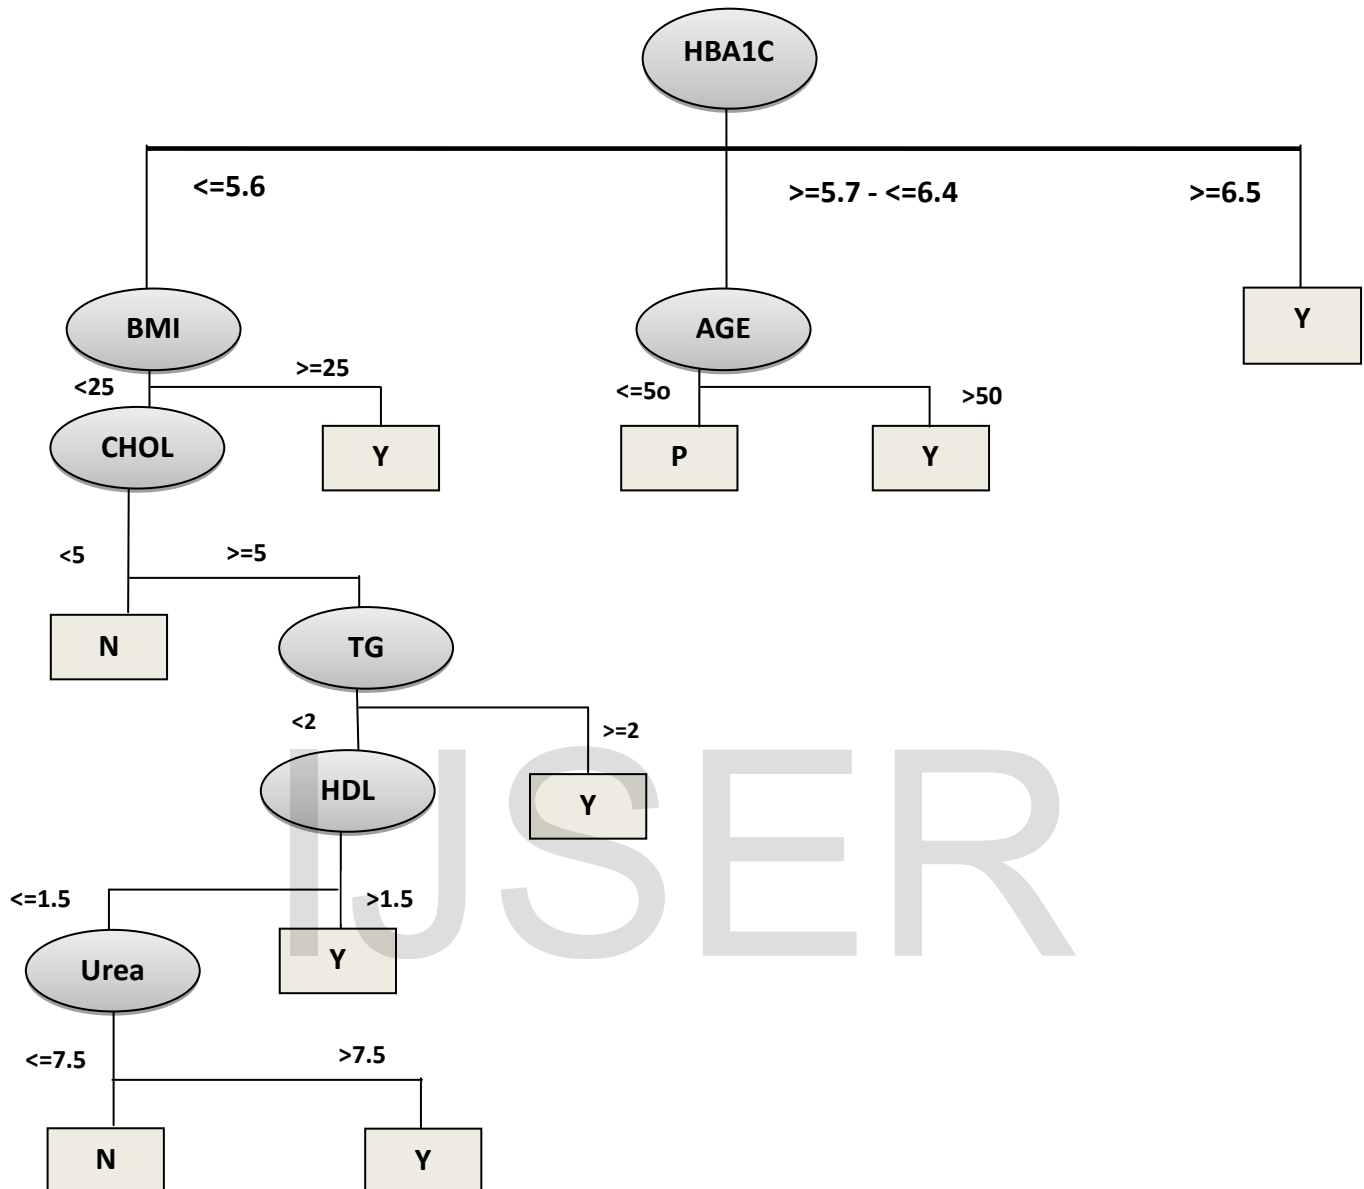 HBA1C
<=5.6
>=5.7 - <=6.4
>=6.5
BMI
AGE
Y
<25
>=25
<=5o
>50
CHOL
Y
P
Y
<5
>=5
N
TG
<2
>=2
HDL
Y
IJSER
<=1.5
>1.5
Urea
Y
<=7.5
>7.5
N
Y